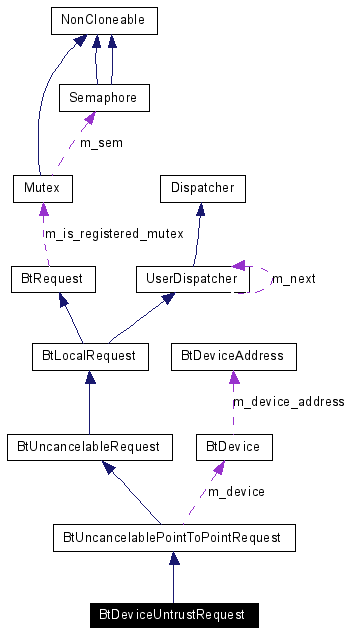 NonCloneable
Semaphore
m_sem
Mutex
Dispatcher
m_is_registered_mutex
BtRequest
UserDispatcher
m_next
BtLocalRequest
BtDeviceAddress
m_device_address
BtUncancelableRequest
BtDevice
m_device
BtUncancelablePointToPointRequest
BtDeviceUntrustRequest